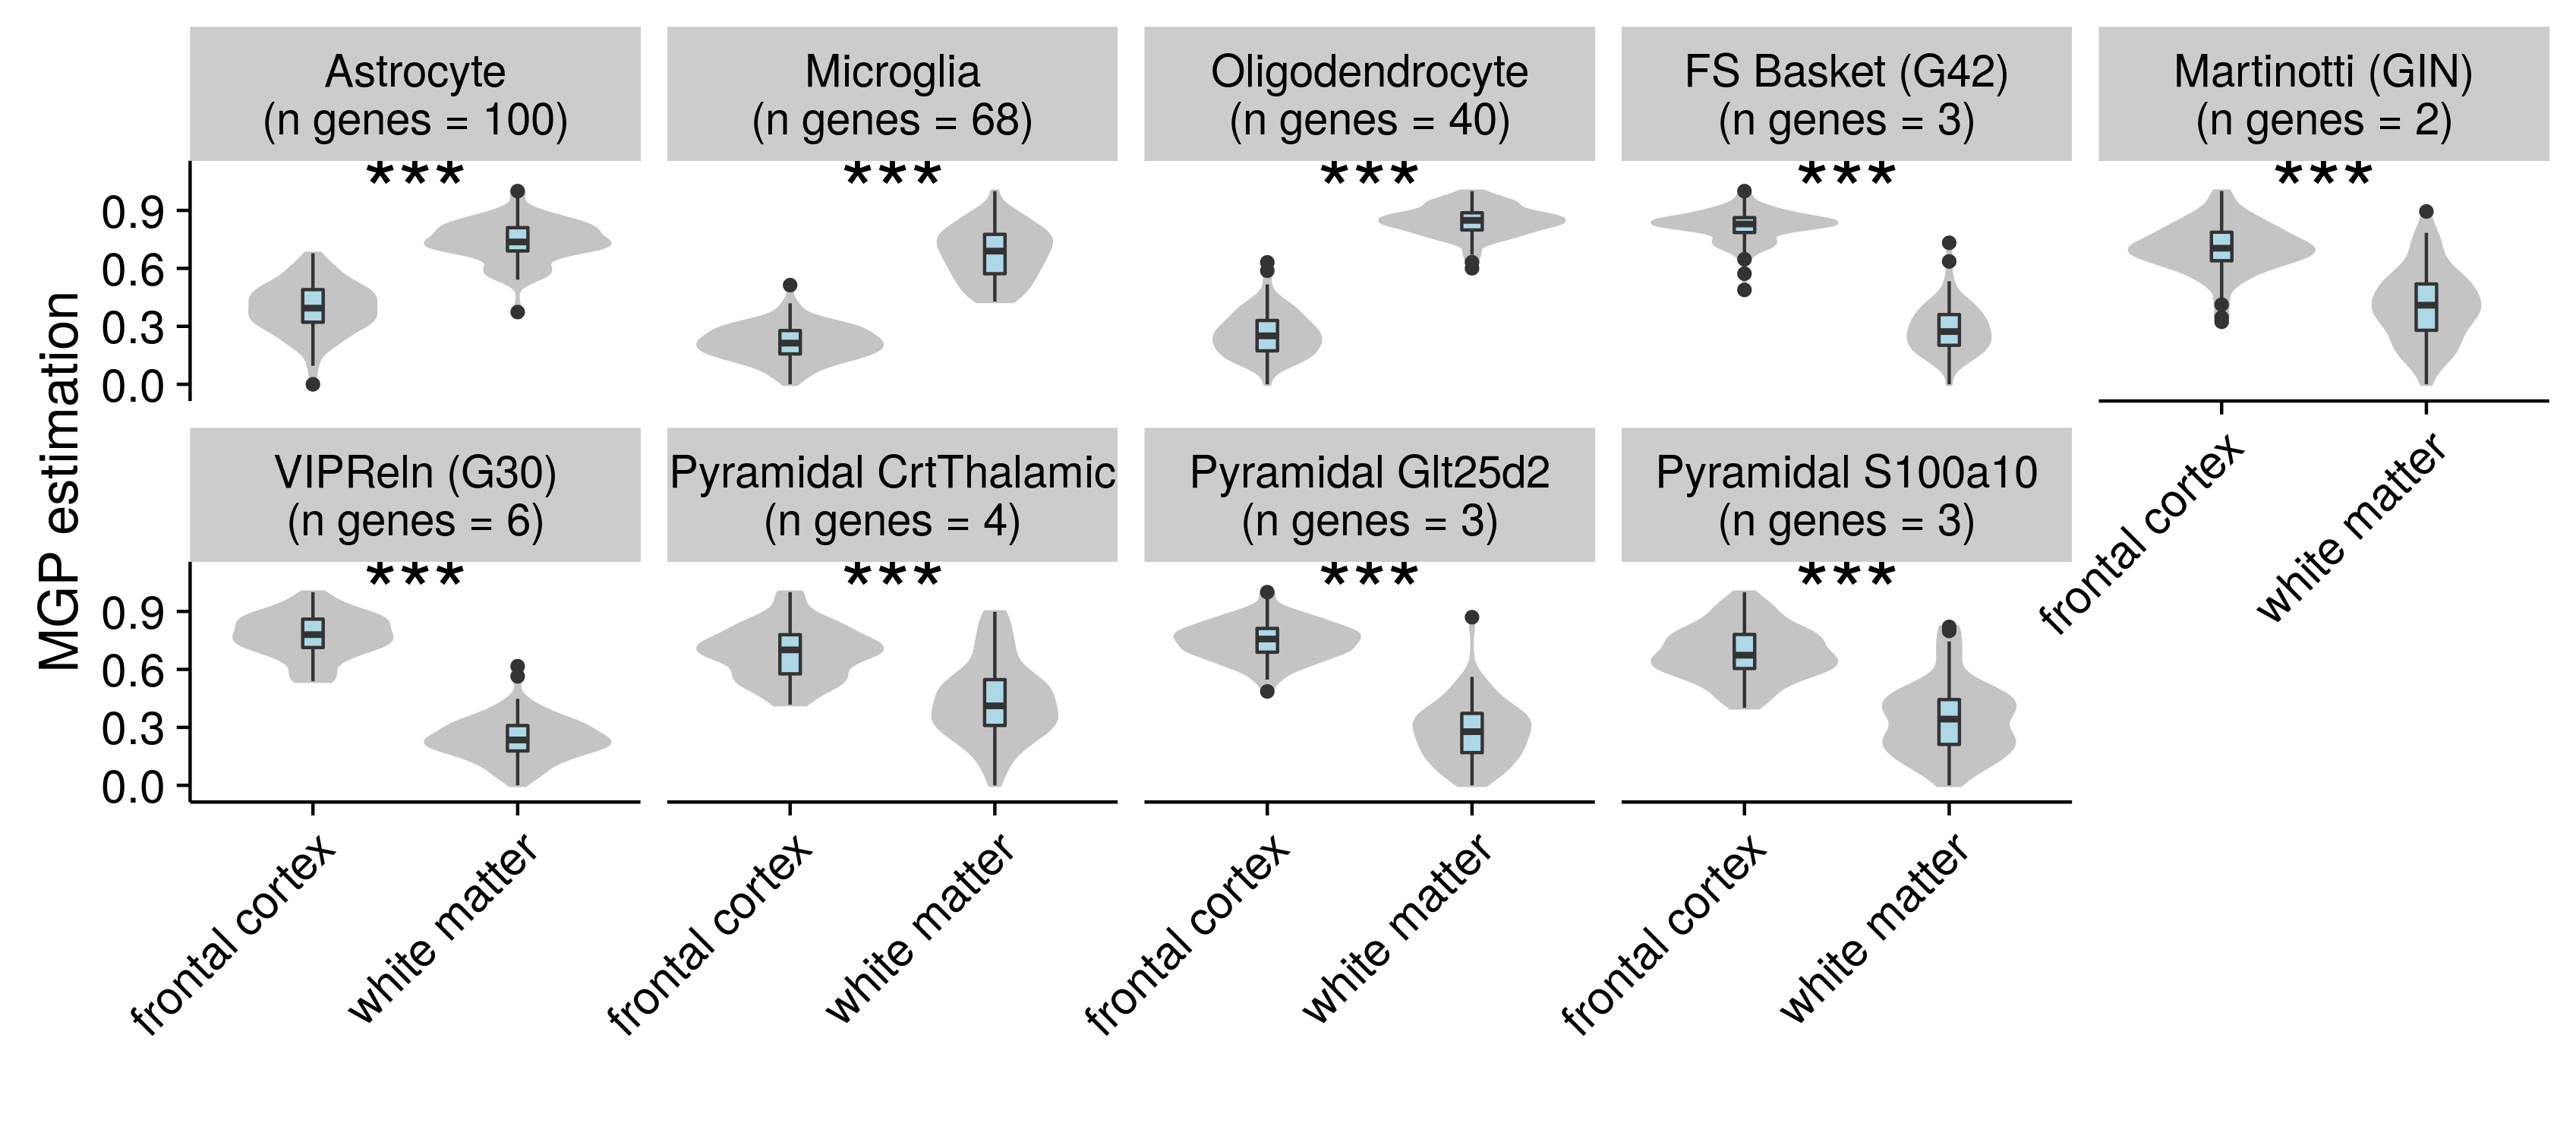 Astrocyte
(n genes = 100)
Microglia
(n genes = 68)
Oligodendrocyte
(n genes = 40)
FS Basket (G42)
(n genes = 3)
Martinotti (GIN)
(n genes = 2)
***
***
***
***
***
0.9
0.6
0.3
0.0
MGP estimation
frontal cortex
white matter
VIPReln (G30)
(n genes = 6)
Pyramidal CrtThalamic
(n genes = 4)
Pyramidal Glt25d2
(n genes = 3)
Pyramidal S100a10
(n genes = 3)
***
***
***
***
0.9
0.6
0.3
0.0
frontal cortex
white matter
frontal cortex
white matter
frontal cortex
white matter
frontal cortex
white matter